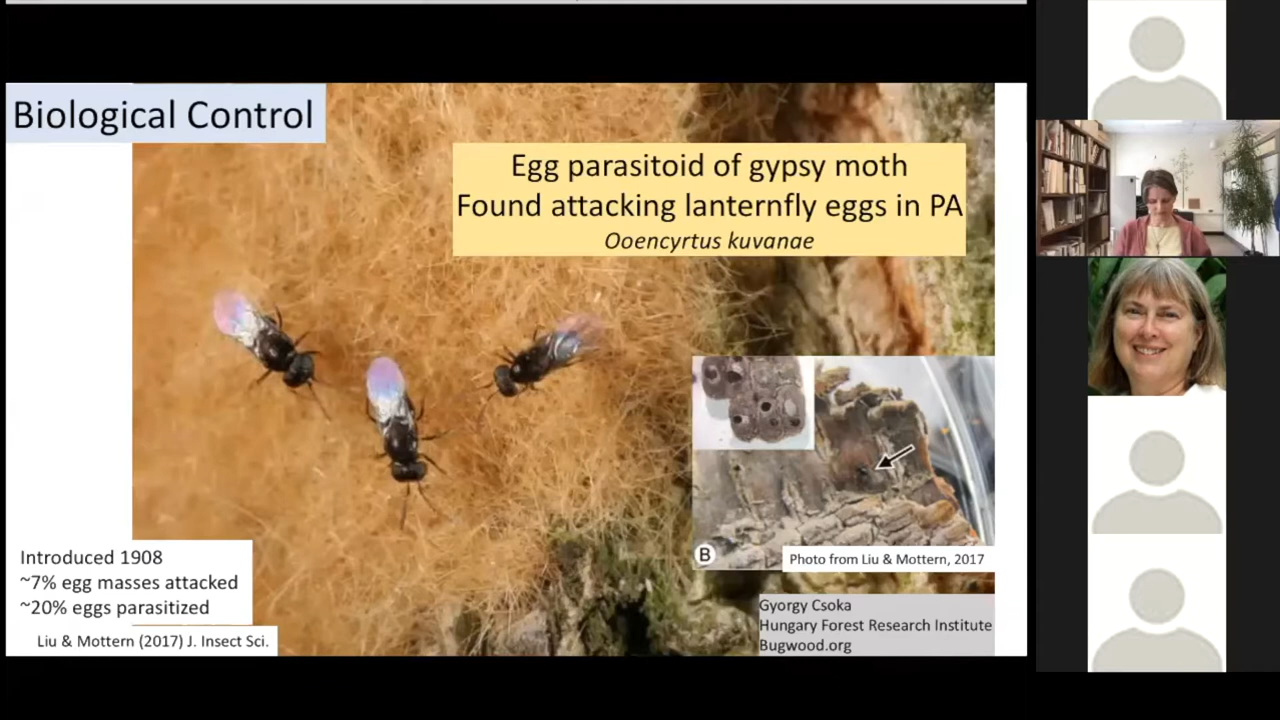 Biological Control
Egg parasitoid of gypsy moth
Found attacking lanternfly eggs in PA
Ooencyrtus kuvanae
B
Photo from Liu & Mottern, 2017
Introduced 1908
~7% egg masses attacked
~20% eggs parasitized
Liu & Mottern (2017) J. Insect Sci.
Gyorgy Csoka
Hungary Forest Research Institute
Bugwood.org